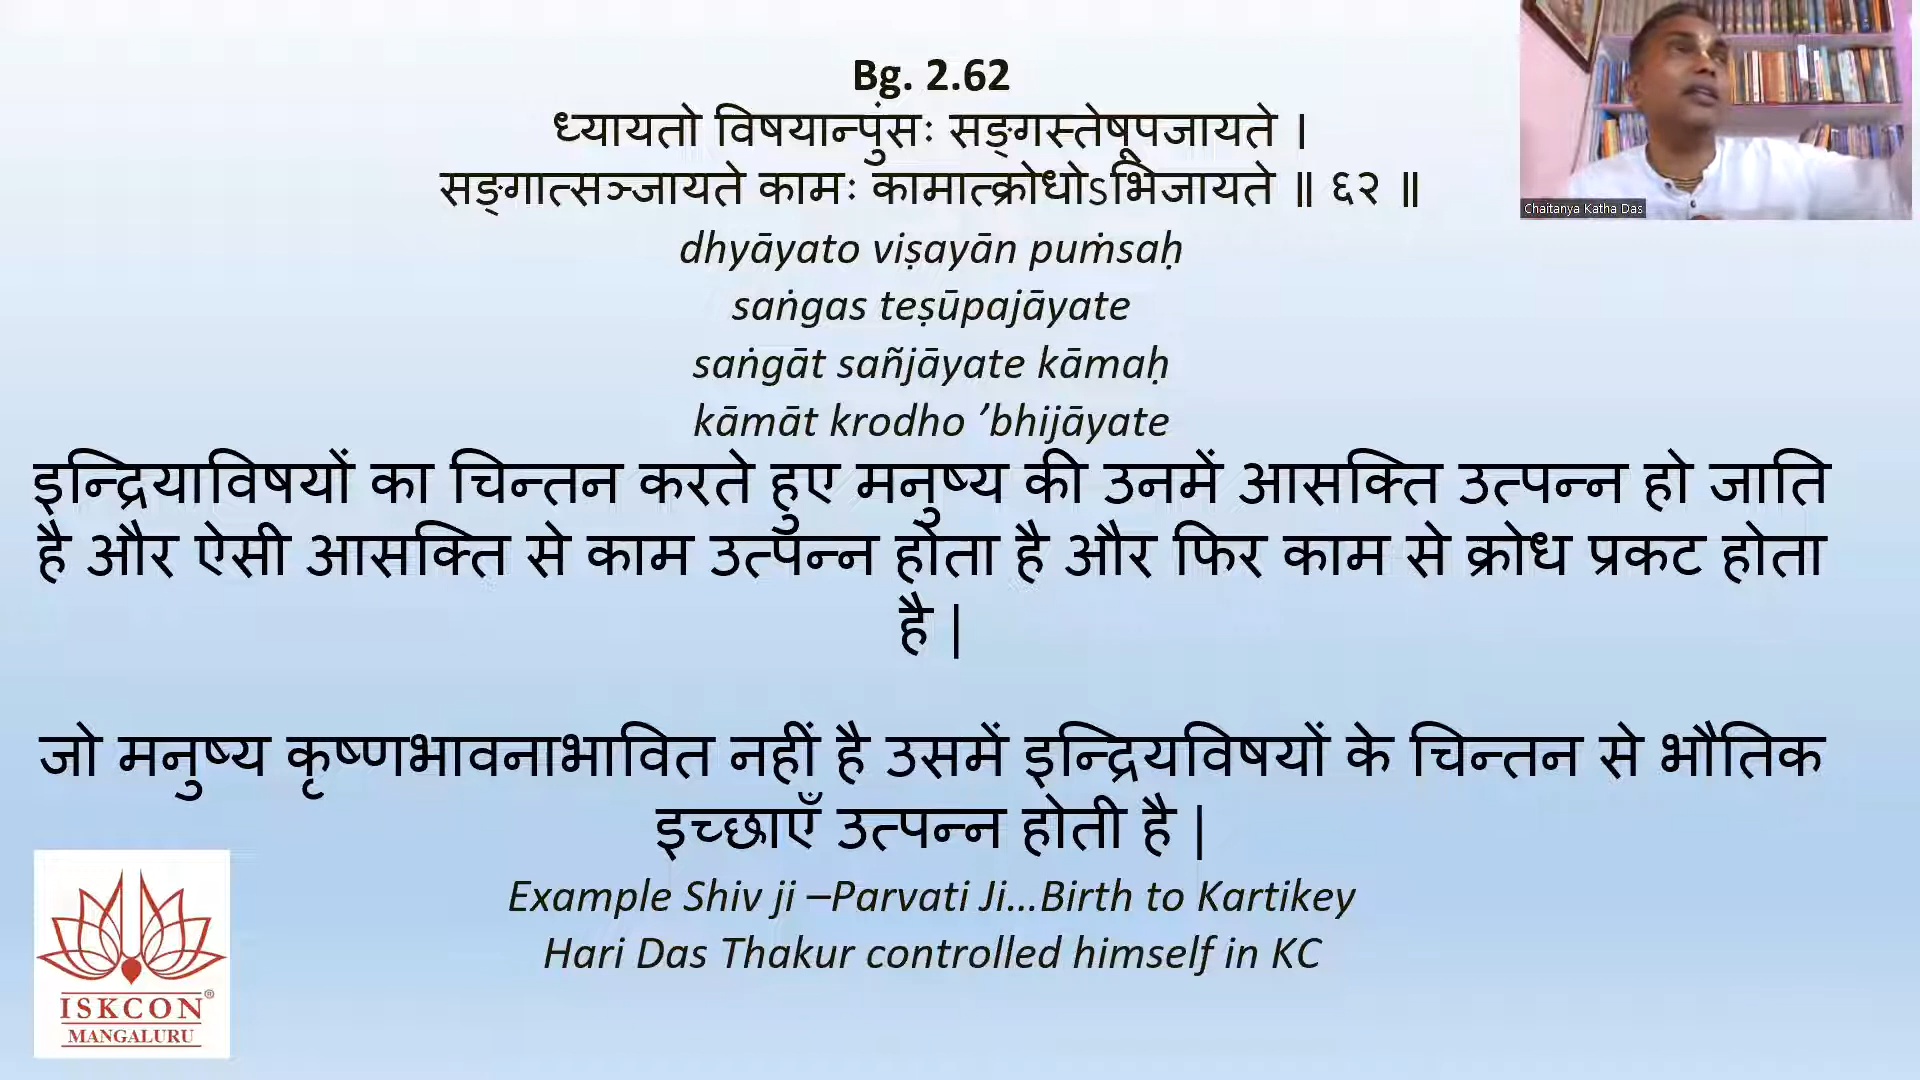 Bg. 2.62
ध्यायतो विषयान्पुंसः सङ्गस्तेषूपजायते ।
सङ्गात्सञ्जायते कामः कामात्क्रोधोऽभिजायते ॥ ६२ ॥
dhyāyato viṣayān puṁsaḥ
saṅgas teṣūpajāyate
saṅgāt sañjāyate kāmaḥ
kāmāt krodho ’bhijāyate
इन्द्रियाविषयों का चिन्तन करते हुए मनुष्य की उनमें आसक्ति उत्पन्न हो जाति
है और ऐसी आसक्ति से काम उत्पन्न होता है और फिर काम से क्रोध प्रकट होता
है |
जो मनुष्य कृष्णभावनाभावित नहीं है उसमें इन्द्रियविषयों के चिन्तन से भौतिक
इच्छाएँ उत्पन्न होती है |
Example Shiv ji –Parvati Ji…Birth to Kartikey
Hari Das Thakur controlled himself in KC
Chaitanya Katha Das
ISKCON®
MANGALURU